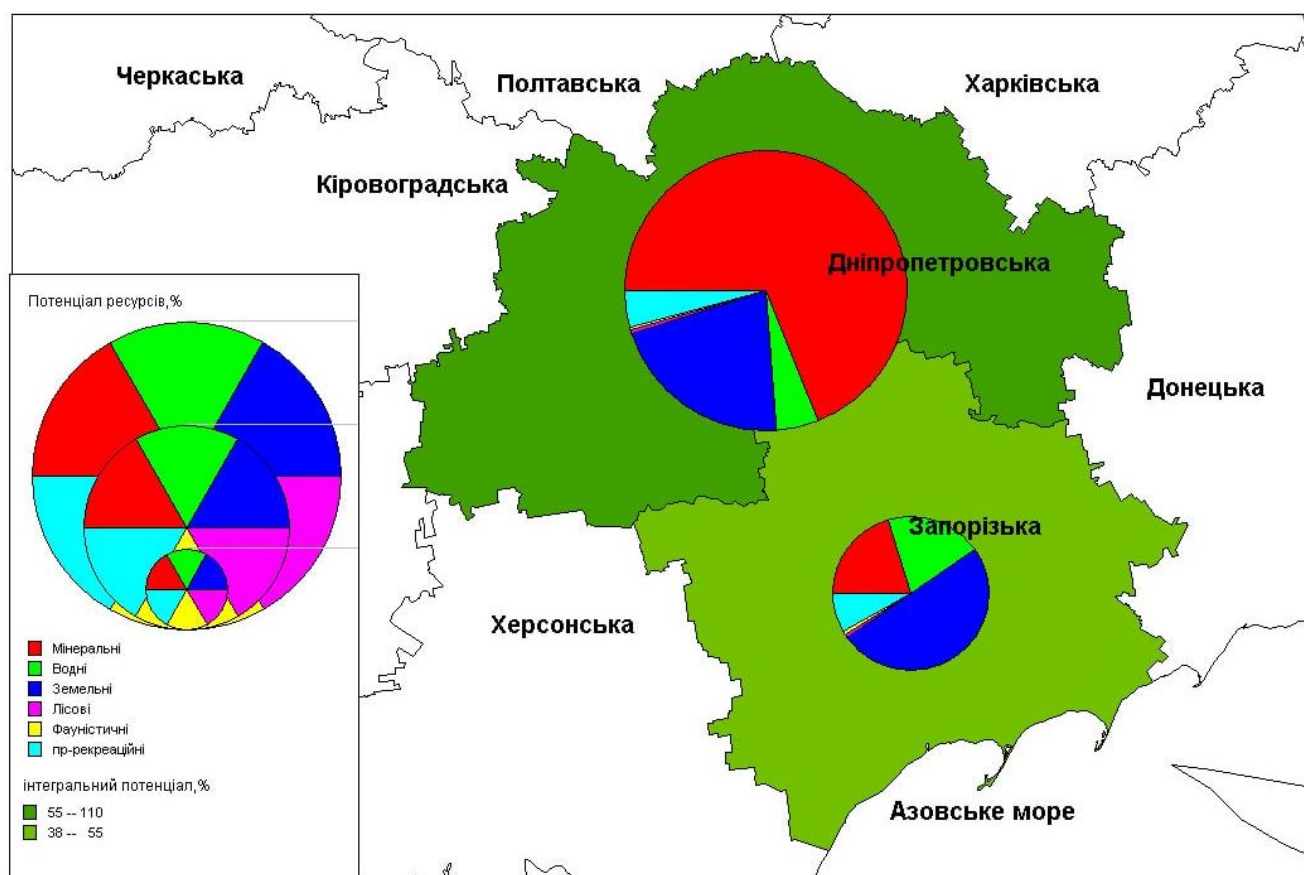 Черкаська
Полтавська
Харківська
Кіровоградська
Дніпропетровська
Потенціал ресурсів,%
Донецька
Запорізька
Херсонська
Мінеральні
Водні
Земельні
Лісові
Фауністичні
пр-рекреаційні
інтегральний потенціал,%
55 -- 110
38 -- 55
Азовське море